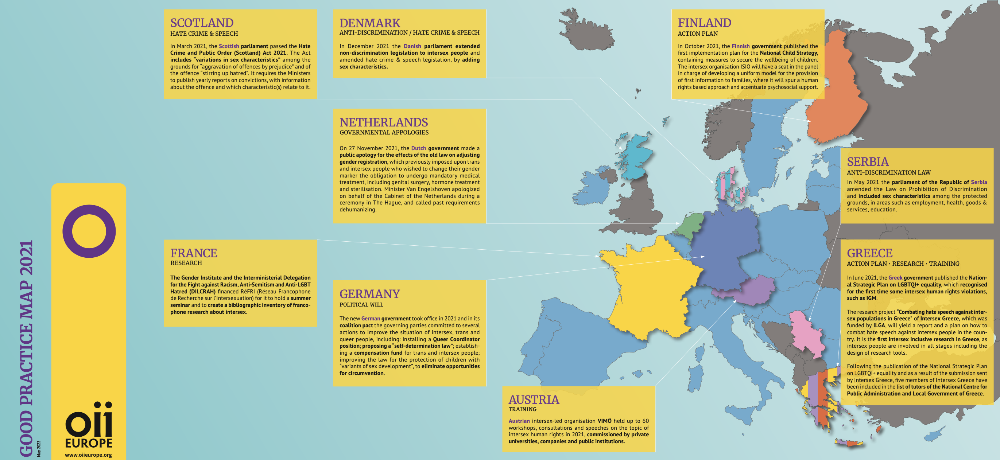 GOOD PRACTICE MAP 2021
May 2022
oii
EUROPE
www.oiieurope.org
SCOTLAND
HATE CRIME & SPEECH
In March 2021, the Scottish parliament passed the Hate
Crime and Public Order (Scotland) Act 2021. The Act
includes “variations in sex characteristics” among the
grounds for “aggravation of offences by prejudice” and of
the offence “stirring up hatred”. It requires the Ministers
to publish yearly reports on convictions, with information
about the offence and which characteristic(s) relate to it.
DENMARK
ANTI-DISCRIMINATION / HATE CRIME & SPEECH
In December 2021 the Danish parliament extended
non-discrimination legislation to intersex people and
amended hate crime & speech legislation, by adding
sex characteristics.
FINLAND
ACTION PLAN
In October 2021, the Finnish government published the
first implementation plan for the National Child Strategy,
containing measures to secure the wellbeing of children.
The intersex organisation ISIO will have a seat in the panel
in charge of developing a uniform model for the provision
of first information to families, where it will spur a human
rights based approach and accentuate psychosocial support.
NETHERLANDS
GOVERNMENTAL APPOLOGIES
On 27 November 2021, the Dutch government made a
public apology for the effects of the old law on adjusting
gender registration, which previously imposed upon trans
and intersex people who wished to change their gender
marker the obligation to undergo mandatory medical
treatment, including genital surgery, hormone treatment
and sterilisation. Minister Van Engelshoven apologized
on behalf of the Cabinet of the Netherlands during a
ceremony in The Hague, and called past requirements
dehumanizing.
SERBIA
ANTI-DISCRIMINATION LAW
In May 2021 the parliament of the Republic of Serbia
amended the Law on Prohibition of Discrimination
and included sex characteristics among the protected
grounds, in areas such as employment, health, goods &
services, education.
FRANCE
RESEARCH
The Gender Institute and the Interministerial Delegation
for the Fight against Racism, Anti-Semitism and Anti-LGBT
Hatred (DILCRAH) financed RéFRI (Réseau Francophone
de Recherche sur l’Intersexuation) for it to hold a summer
seminar and to create a bibliographic inventory of franco-
phone research about intersex.
GERMANY
POLITICAL WILL
The new German government took office in 2021 and in its
coalition pact the governing parties committed to several
actions to improve the situation of intersex, trans and
queer people, including: installing a Queer Coordinator
position; proposing a “self-determination law”; establish-
ing a compensation fund for trans and intersex people;
improving the law for the protection of children with
“variants of sex development”, to eliminate opportunities
for circumvention.
GREECE
ACTION PLAN · RESEARCH · TRAINING
In June 2021, the Greek government published the Nation-
al Strategic Plan on LGBTQI+ equality, which recognised
for the first time some intersex human rights violations,
such as IGM.
The research project “Combating hate speech against inter-
sex populations in Greece” of Intersex Greece, which was
funded by ILGA, will yield a report and a plan on how to
combat hate speech against intersex people in the coun-
try. It is the first intersex inclusive research in Greece, as
intersex people are involved in all stages including the
design of research tools.
Following the publication of the National Strategic Plan
on LGBTQI+ equality and as a result of the submission sent
by Intersex Greece, five members of Intersex Greece have
been included in the list of tutors of the National Centre for
Public Administration and Local Government of Greece.
AUSTRIA
TRAINING
Austrian intersex-led organisation VIMÖ held up to 60
workshops, consultations and speeches on the topic of
intersex human rights in 2021, commissioned by private
universities, companies and public institutions.